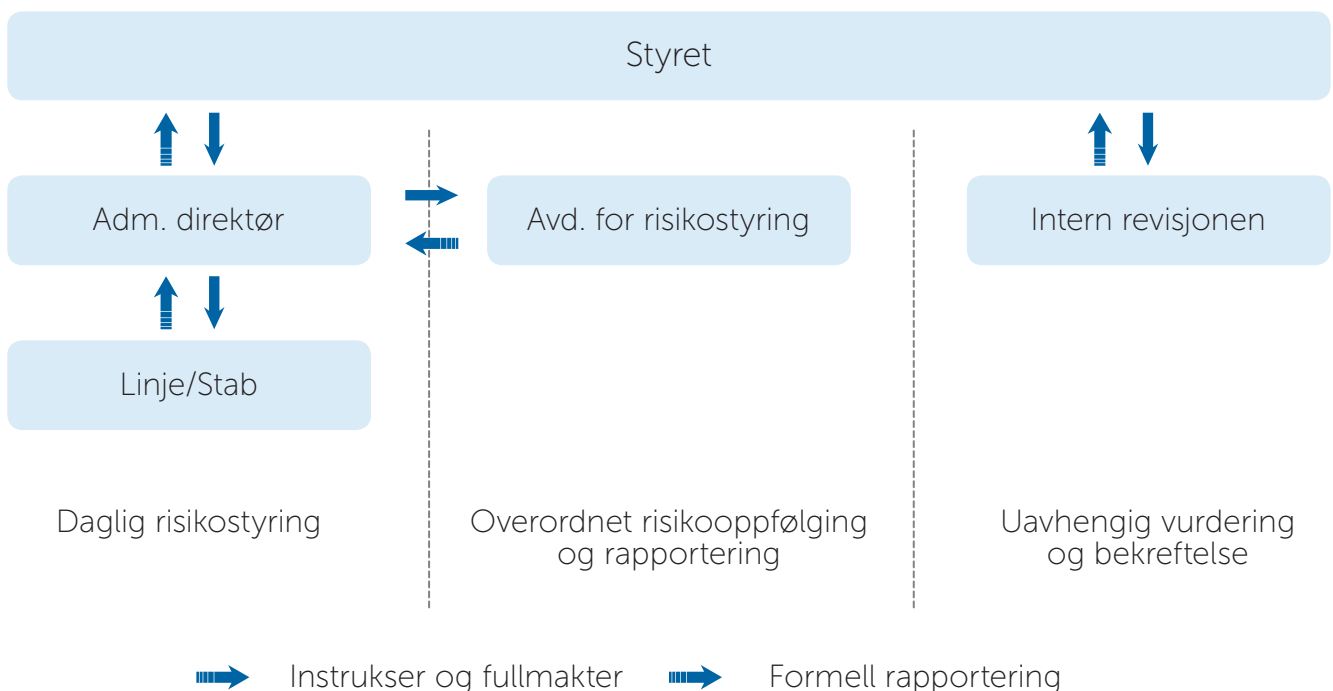 Styret
Adm. direktør
Avd. for risikostyring
Intern revisjonen
Linje/Stab
Daglig risikostyring
Overordnet risikooppfølging
og rapportering
Uavhengig vurdering
og bekreftelse
Instrukser og fullmakter
Formell rapportering